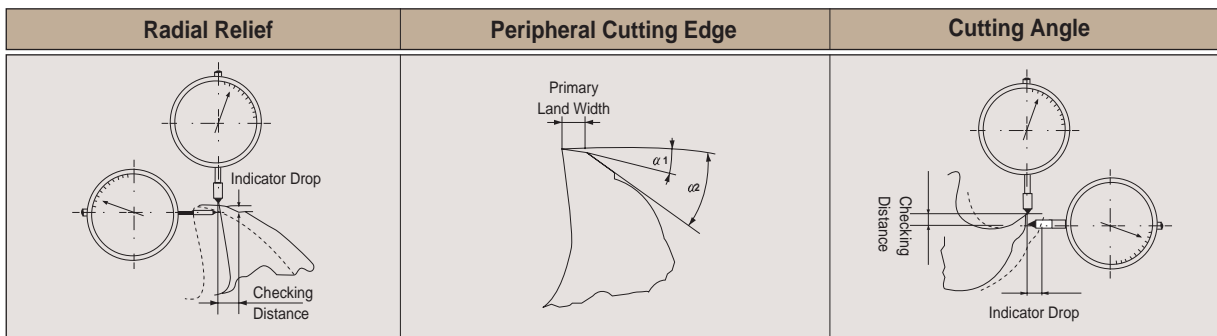 Radial Relief
Peripheral Cutting Edge
Cutting Angle
Indicator Drop
Checking
Distance
Primary
Land Width
α1
α2
Checking
Distance
Indicator Drop